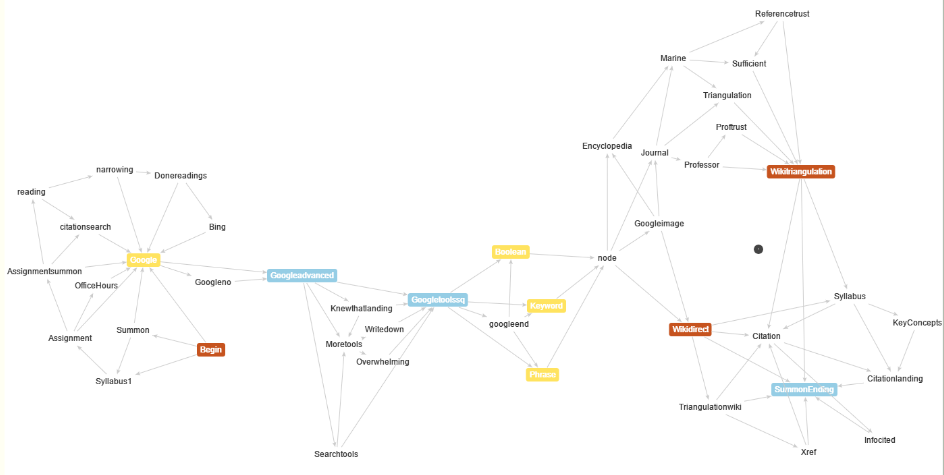 Referencetrust
Marine
Sufficient
Triangulation
Proftrust
Encyclopedia
Journal
Professor
Wikitriangulation
narrowing
Donereadings
reading
citationsearch
Bing
Googleimage
Google
Boolean
node
Assignmentsummon
Googleadvanced
OfficeHours
Googleno
Syllabus
Googletoolssq
Knewthatlanding
Keyword
KeyConcepts
googleend
Summon
Writedown
Wikidirect
Assignment
Begin
Moretools
Citation
Overwhelming
Syllabus1
Phrase
Citationlanding
SummonEnding
Triangulationwiki
Infocited
Searchtools
Xref